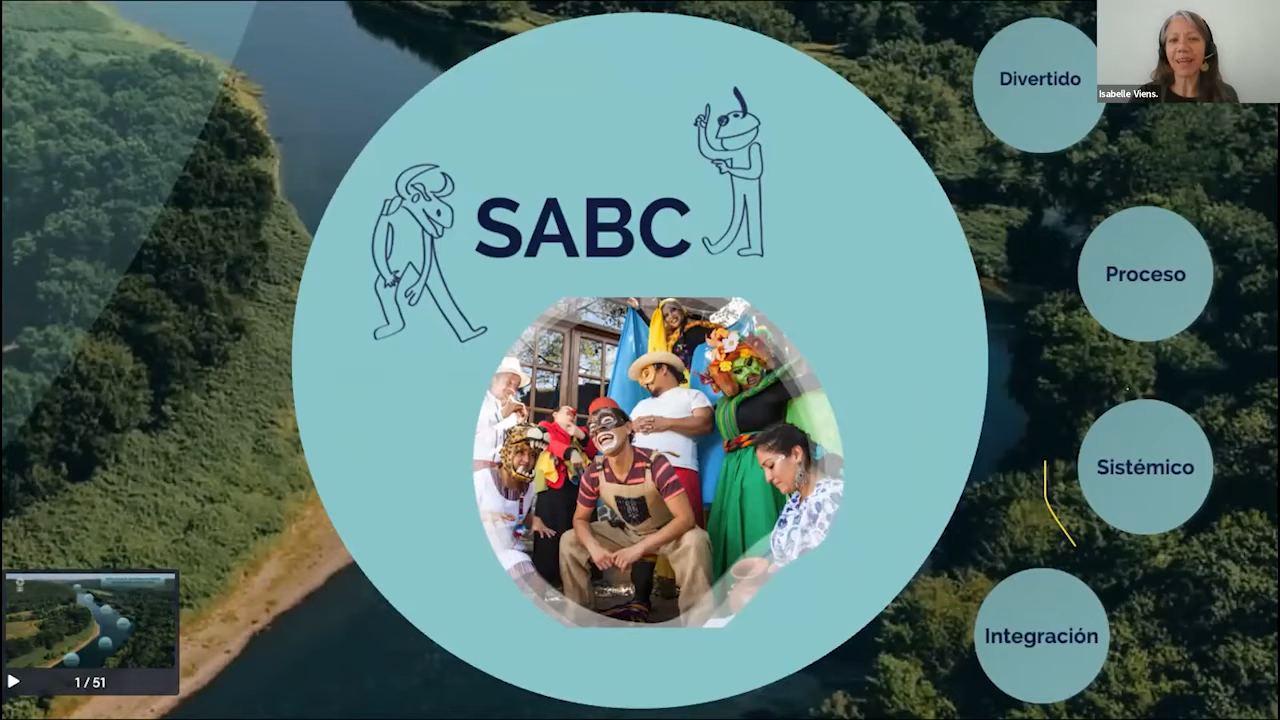 SABC
Divertido
Isabelle Viens.
Proceso
Sistémico
Integración
1 / 51